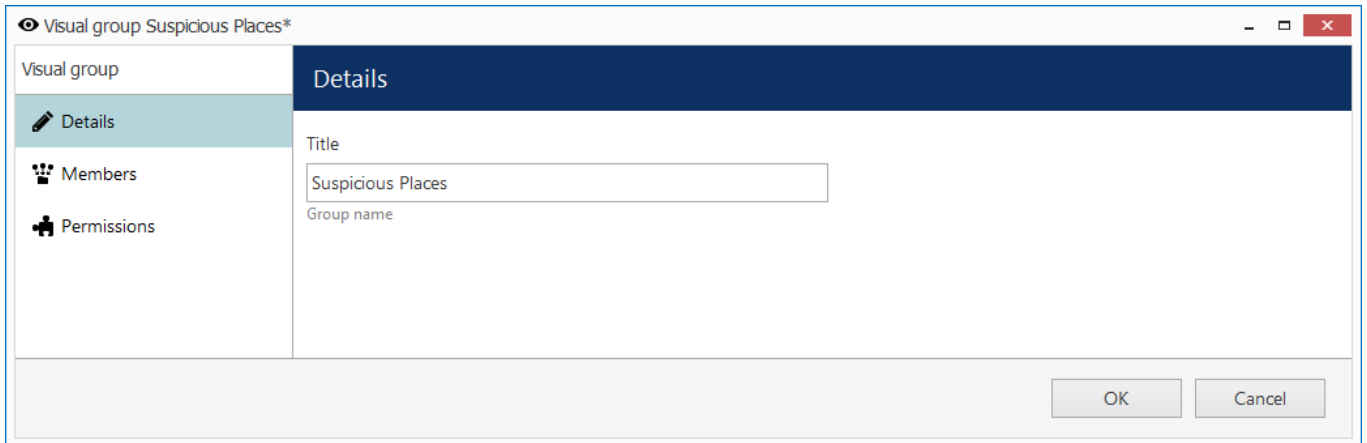 Visual group Suspicious Places*
Visual group
Details
Members
Permissions
Details
Title
Suspicious Places
Group name
OK
Cancel